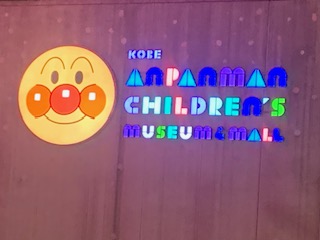 KOBE
ANPANMAN
CHILDREN'S
MUSEUM & MALL